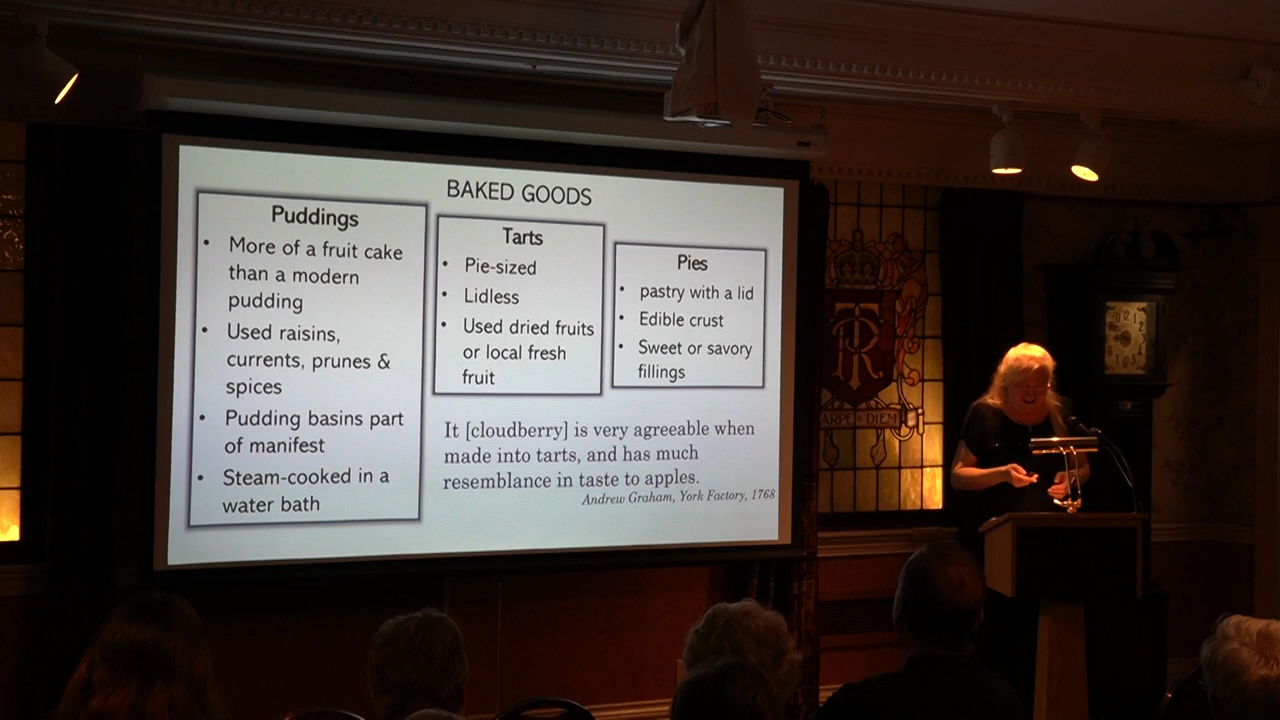 BAKED GOODS
Puddings
• More of a fruit cake
than a modern
pudding
• Used raisins,
currents, prunes &
spices
• Pudding basins part
of manifest
• Steam-cooked in a
water bath
Tarts
• Pie-sized
• Lidless
• Used dried fruits
or local fresh
fruit
Pies
• pastry with a lid
• Edible crust
• Sweet or savory
fillings
It [cloudberry] is very agreeable when
made into tarts, and has much
resemblance in taste to apples.
Andrew Graham, York Factory, 1768
ARPE DIEM